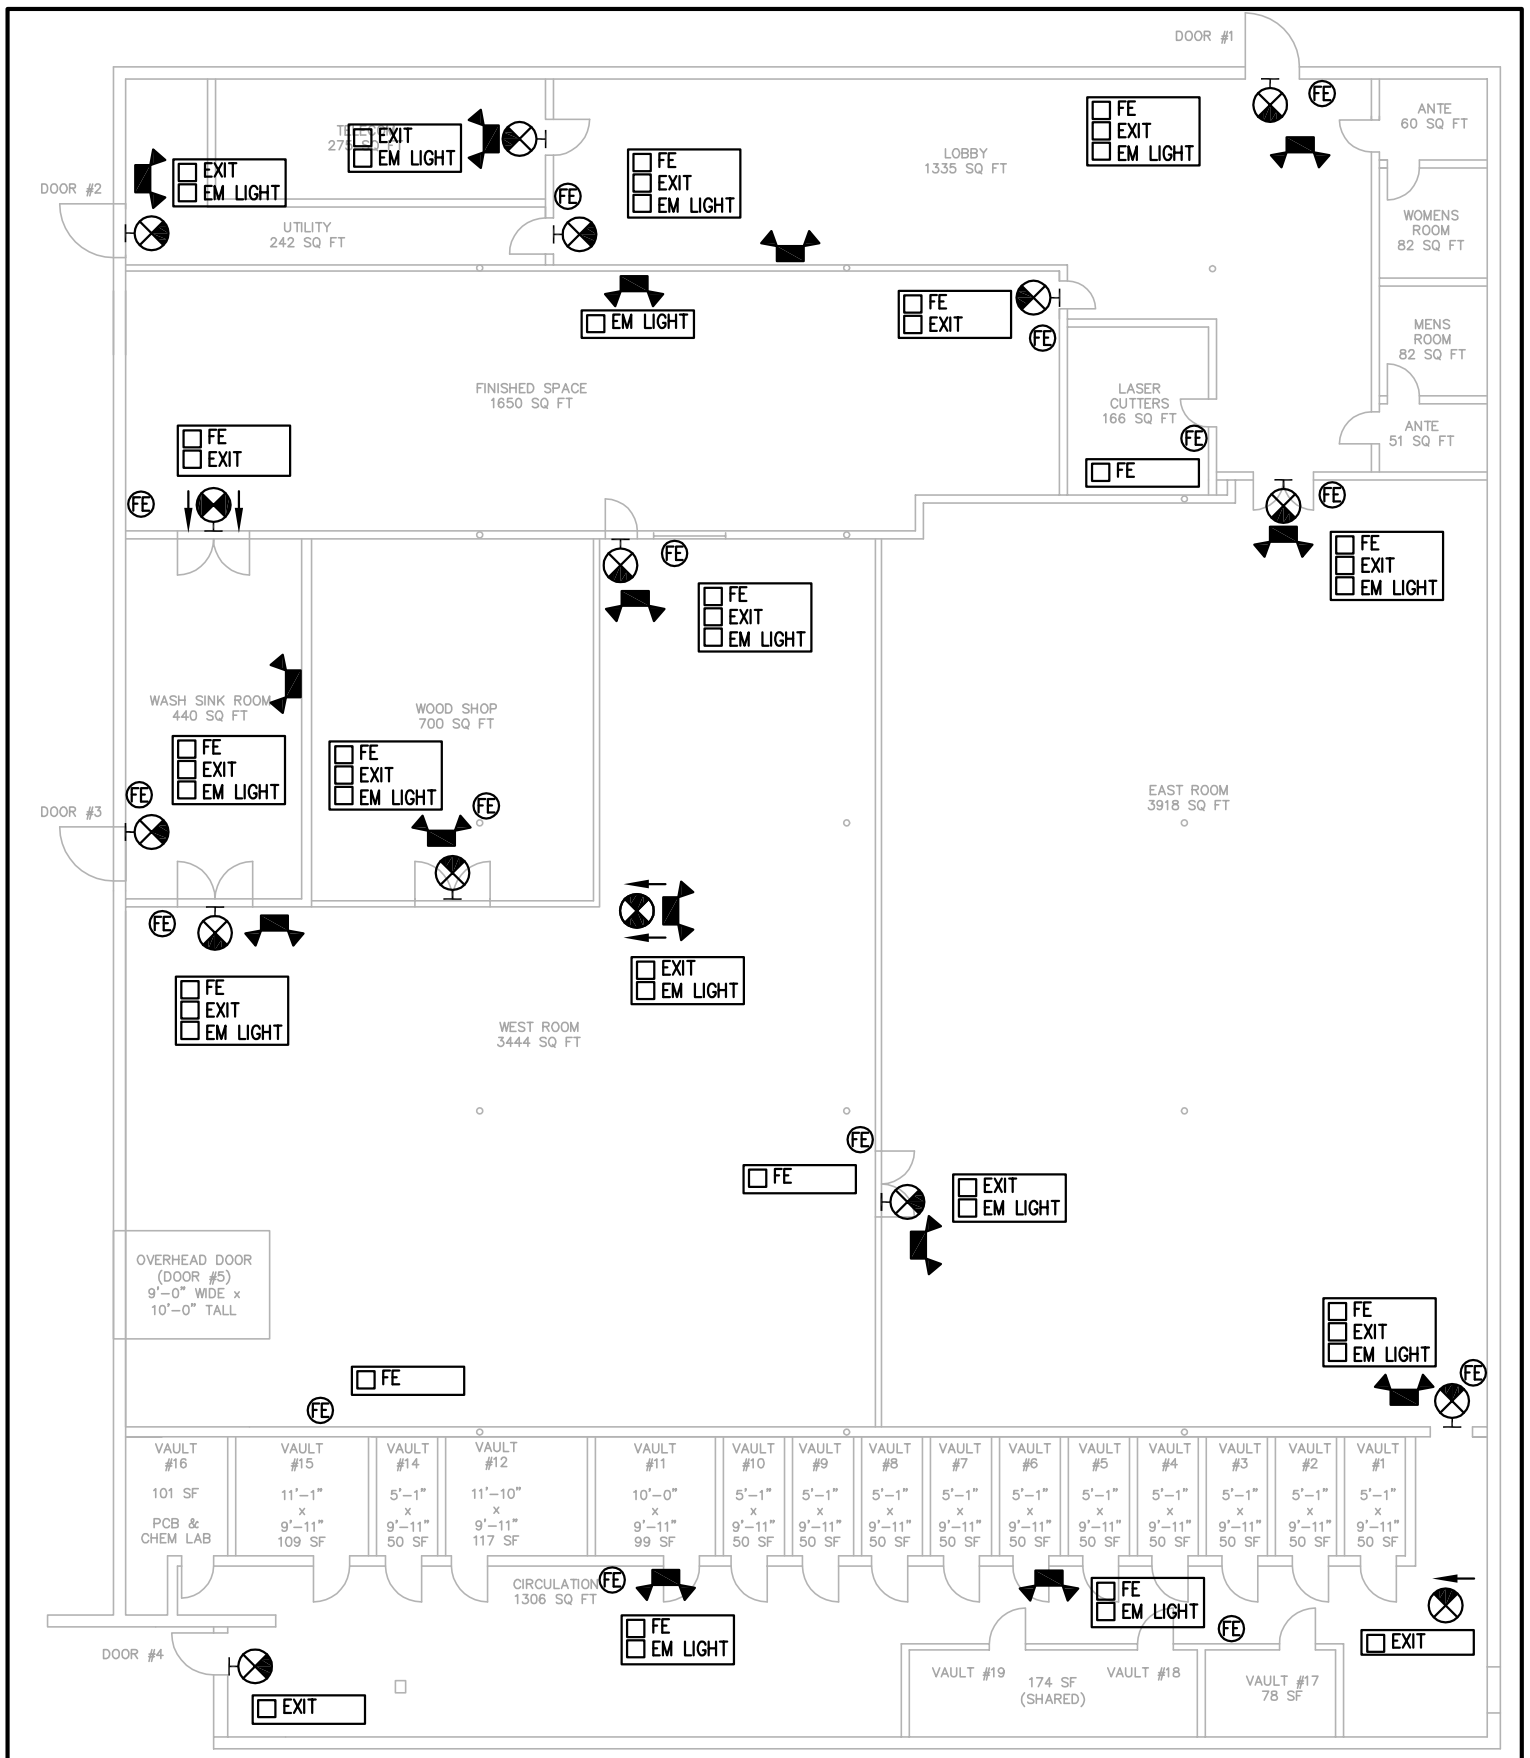 DOOR #1
FE
EXIT
EM LIGHT
FE
ANTE
60 SQ FT
EXIT
EM LIGHT
LOBBY
1335 SQ FT
FE
EXIT
EM LIGHT
EXIT
EM LIGHT
DOOR #2
FE
UTILITY
242 SQ FT
WOMENS
ROOM
82 SQ FT
EM LIGHT
FE
EXIT
FE
MENS
ROOM
82 SQ FT
FINISHED SPACE
1650 SQ FT
LASER
CUTTERS
166 SQ FT
FE
FE
ANTE
51 SQ FT
FE
EXIT
FE
FE
FE
EXIT
EM LIGHT
FE
FE
EXIT
EM LIGHT
WASH SINK ROOM
440 SQ FT
WOOD SHOP
700 SQ FT
FE
EXIT
EM LIGHT
FE
EXIT
EM LIGHT
FE
FE
DOOR #3
EAST ROOM
3918 SQ FT
FE
EXIT
EM LIGHT
FE
EXIT
EM LIGHT
WEST ROOM
3444 SQ FT
FE
FE
EXIT
EM LIGHT
OVERHEAD DOOR
(DOOR #5)
9'-0" WIDE x
10'-0" TALL
FE
EXIT
EM LIGHT
FE
FE
FE
VAULT
#16
101 SF
PCB &
CHEM LAB
VAULT
#15
11'-1"
x
9'-11"
109 SF
VAULT
#14
5'-1"
x
9'-11"
50 SF
VAULT
#12
11'-10"
x
9'-11"
117 SF
VAULT
#11
10'-0"
x
9'-11"
99 SF
VAULT
#10
5'-1"
x
9'-11"
50 SF
VAULT
#9
5'-1"
x
9'-11"
50 SF
VAULT
#8
5'-1"
x
9'-11"
50 SF
VAULT
#7
5'-1"
x
9'-11"
50 SF
VAULT
#6
5'-1"
x
9'-11"
50 SF
VAULT
#5
5'-1"
x
9'-11"
50 SF
VAULT
#4
5'-1"
x
9'-11"
50 SF
VAULT
#3
5'-1"
x
9'-11"
50 SF
VAULT
#2
5'-1"
x
9'-11"
50 SF
VAULT
#1
5'-1"
x
9'-11"
50 SF
CIRCULATION
1306 SQ FT
FE
FE
EM LIGHT
FE
EM LIGHT
FE
EXIT
DOOR #4
EXIT
VAULT #19
174 SF
(SHARED)
VAULT #18
VAULT #17
78 SF